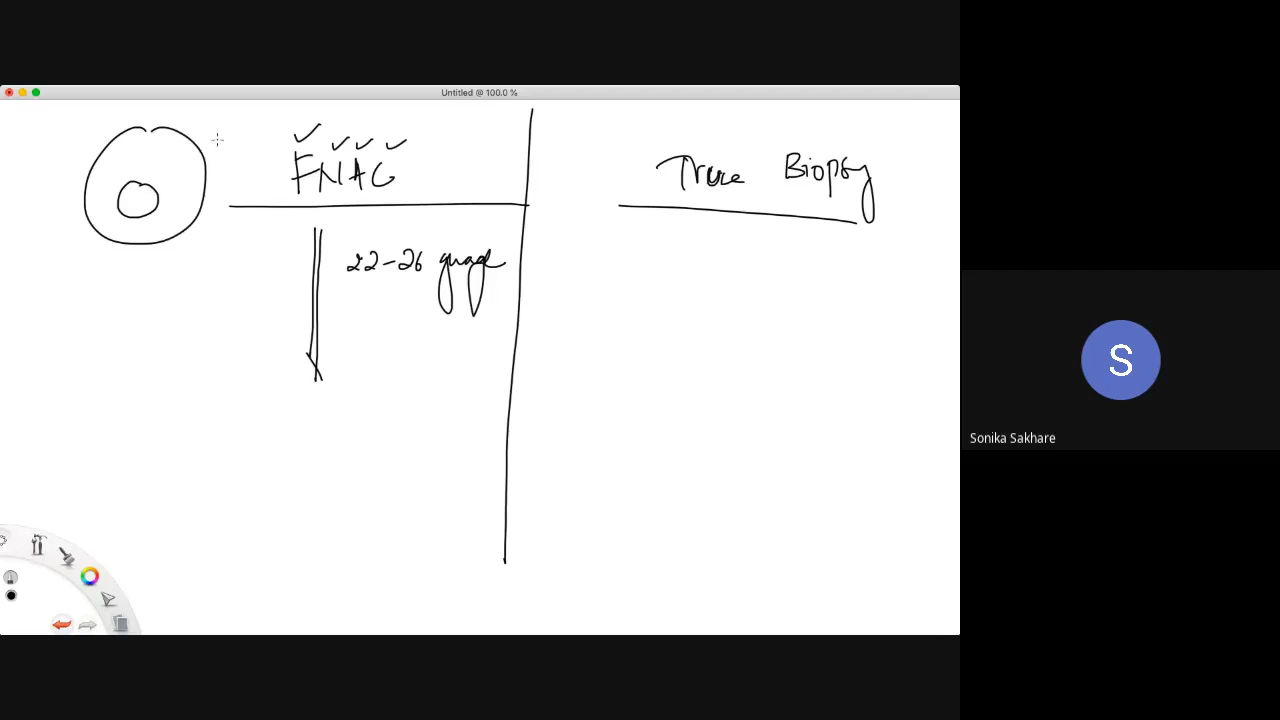 Untitled @ 100.0 %
FNAC
True Biopsy
22-26 guage
S
Sonika Sakhare